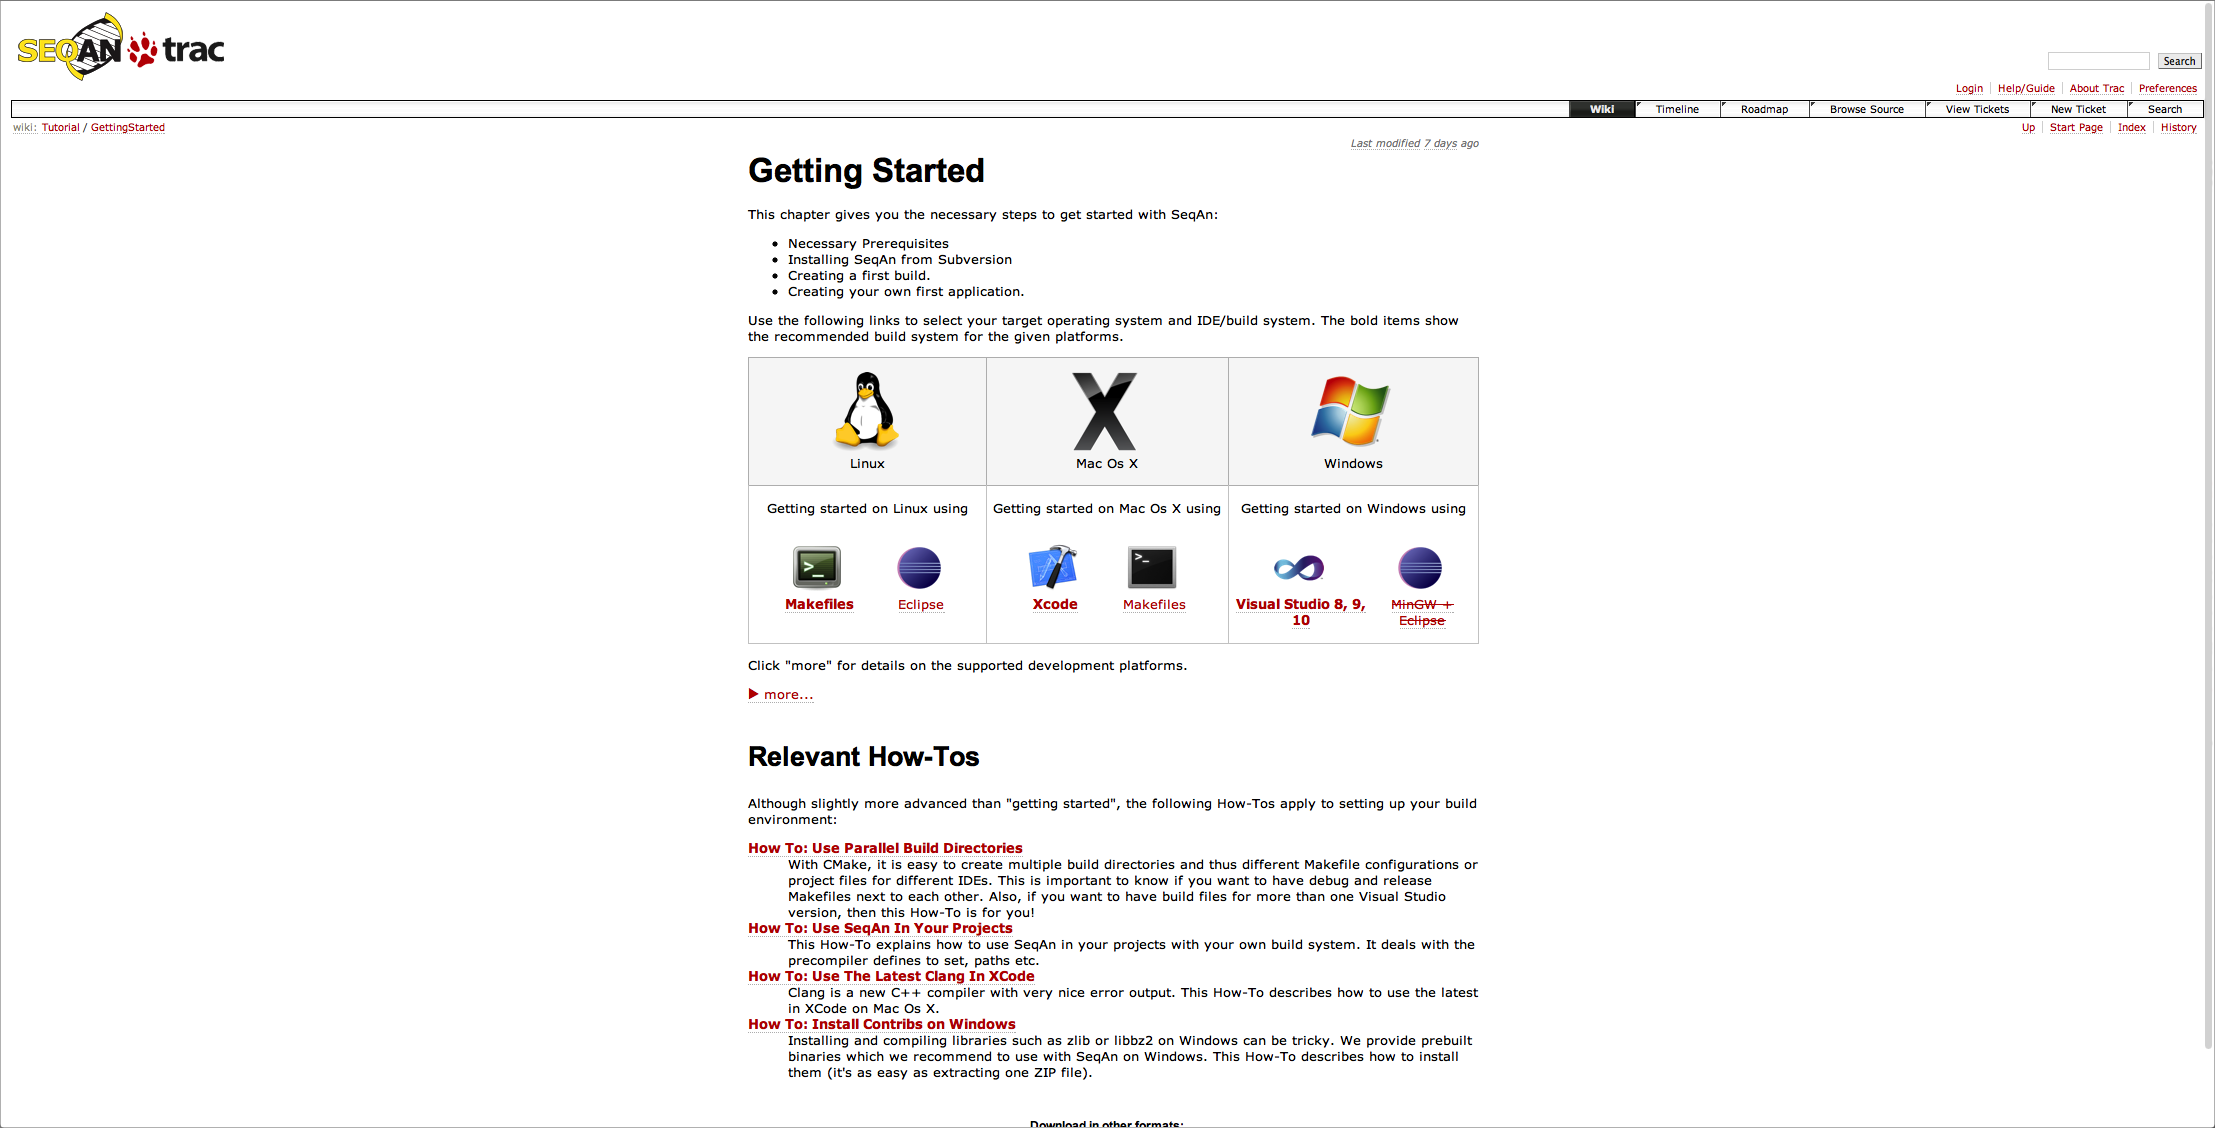 SEQAN trac
Search
Login Help/Guide About Trac Preferences
Wiki Timeline Roadmap Browse Source View Tickets New Ticket Search
wiki: Tutorial / GettingStarted
Up Start Page Index History
Last modified 7 days ago
Getting Started
This chapter gives you the necessary steps to get started with SeqAn:
• Necessary Prerequisites
• Installing SeqAn from Subversion
• Creating a first build.
• Creating your own first application.
Use the following links to select your target operating system and IDE/build system. The bold items show
the recommended build system for the given platforms.
Linux Mac Os X Windows
Getting started on Linux using Getting started on Mac Os X using Getting started on Windows using
>_ >_
Makefiles Eclipse Xcode Makefiles Visual Studio 8, 9, MinGW +
10 Eclipse
Click "more" for details on the supported development platforms.
more...
Relevant How-Tos
Although slightly more advanced than "getting started", the following How-Tos apply to setting up your build
environment:
How To: Use Parallel Build Directories
With CMake, it is easy to create multiple build directories and thus different Makefile configurations or
project files for different IDEs. This is important to know if you want to have debug and release
Makefiles next to each other. Also, if you want to have build files for more than one Visual Studio
version, then this How-To is for you!
How To: Use SeqAn In Your Projects
This How-To explains how to use SeqAn in your projects with your own build system. It deals with the
precompiler defines to set, paths etc.
How To: Use The Latest Clang In XCode
Clang is a new C++ compiler with very nice error output. This How-To describes how to use the latest
in XCode on Mac Os X.
How To: Install Contribs on Windows
Installing and compiling libraries such as zlib or libbz2 on Windows can be tricky. We provide prebuilt
binaries which we recommend to use with SeqAn on Windows. This How-To describes how to install
them (it's as easy as extracting one ZIP file).
Download in other formats: